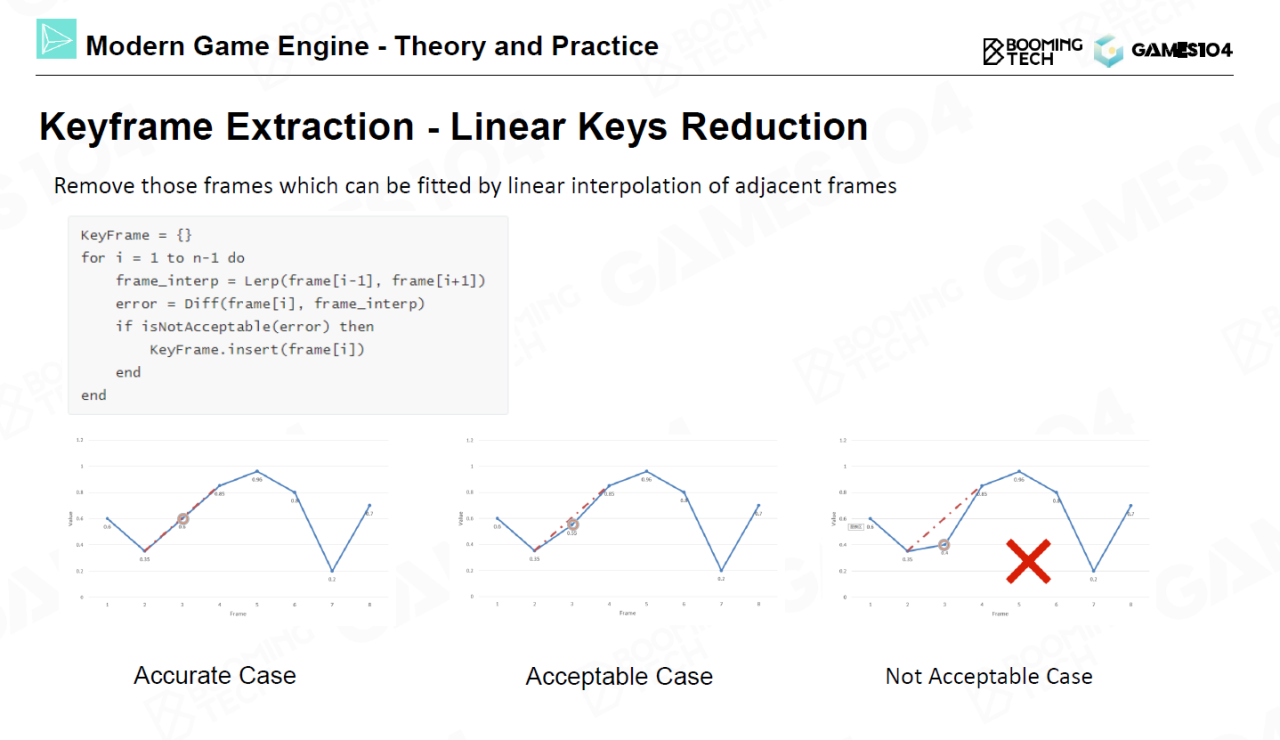 Modern Game Engine - Theory and Practice
BOOMING
TECH
GAMES104
Keyframe Extraction - Linear Keys Reduction
Remove those frames which can be fitted by linear interpolation of adjacent frames
KeyFrame = {}
for i = 1 to n-1 do
frame_interp = Lerp(frame[i-1], frame[i+1])
error = Diff(frame[i], frame_interp)
if isNotAcceptable(error) then
KeyFrame.insert(frame[i])
end
end
1.2
1
0.8
0.6
0.4
0.2
0
Value
0.6
0.35
0.6
0.85
0.96
0.8
0.2
0.7
1 2 3 4 5 6 7 8
Frame
1.2
1
0.8
0.6
0.4
0.2
0
Value
0.6
0.35
0.55
0.85
0.96
0.8
0.2
0.7
1 2 3 4 5 6 7 8
Frame
1.2
1
0.8
0.6
0.4
0.2
0
Value
0.6
0.35
0.4
0.85
0.96
0.8
0.2
0.7
1 2 3 4 5 6 7 8
Frame
Accurate Case
Acceptable Case
Not Acceptable Case